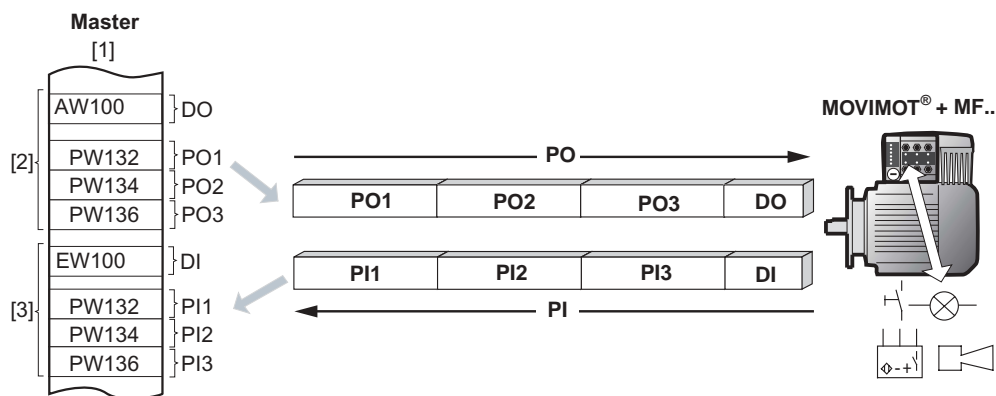 Master
[1]
[2]
AW100
DO
PW132
PO1
PW134
PO2
PW136
PO3
[3]
EW100
DI
PW132
PI1
PW134
PI2
PW136
PI3
PO
PO1 PO2 PO3 DO
PI1 PI2 PI3 DI
PI
MOVIMOT® + MF..